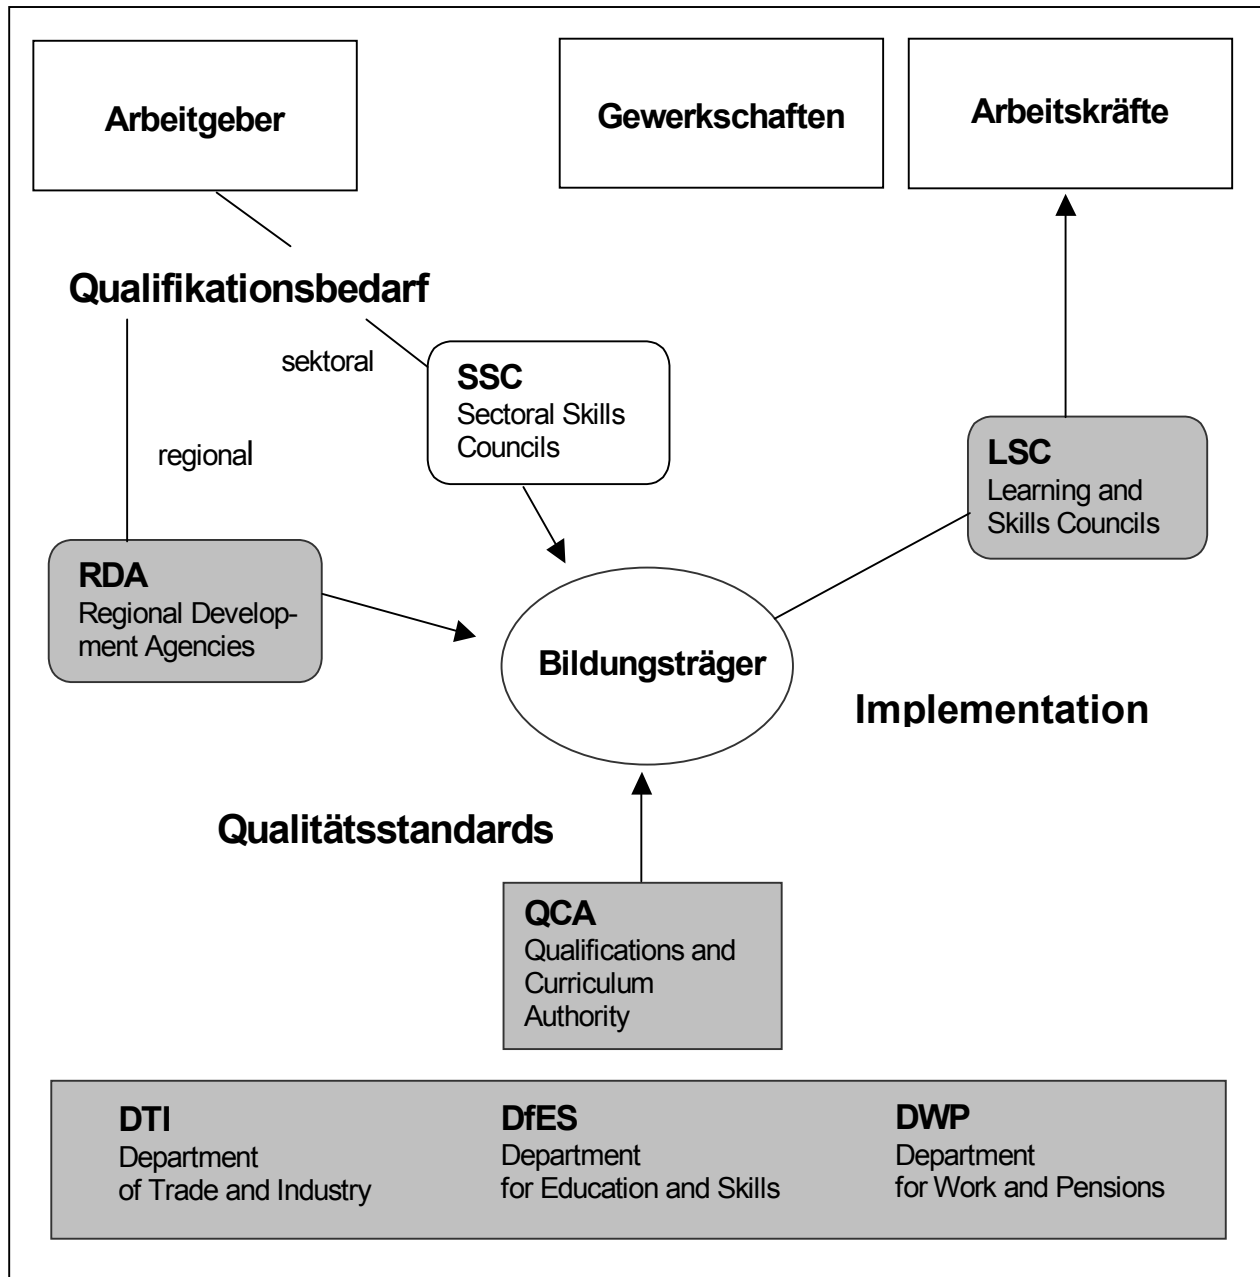 Arbeitgeber
Gewerkschaften
Arbeitskräfte
Qualifikationsbedarf
sektoral
regional
SSC
Sectoral Skills
Councils
LSC
Learning and
Skills Councils
RDA
Regional Develop-
ment Agencies
Bildungsträger
Implementation
Qualitätsstandards
QCA
Qualifications and
Curriculum
Authority
DTI
Department
of Trade and Industry
DfES
Department
for Education and Skills
DWP
Department
for Work and Pensions